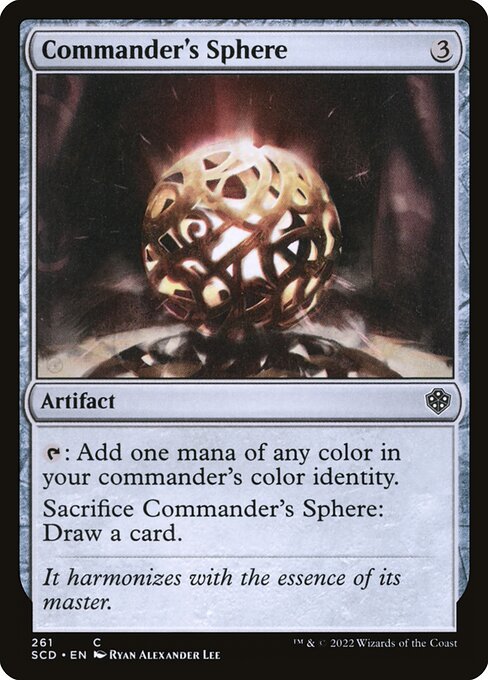 Commander's Sphere 3
Artifact
: Add one mana of any color in
your commander's color identity.
Sacrifice Commander's Sphere:
Draw a card.
It harmonizes with the essence of its
master.
261 C
SCD • EN Ryan Alexander Lee
™ & © 2022 Wizards of the Coast